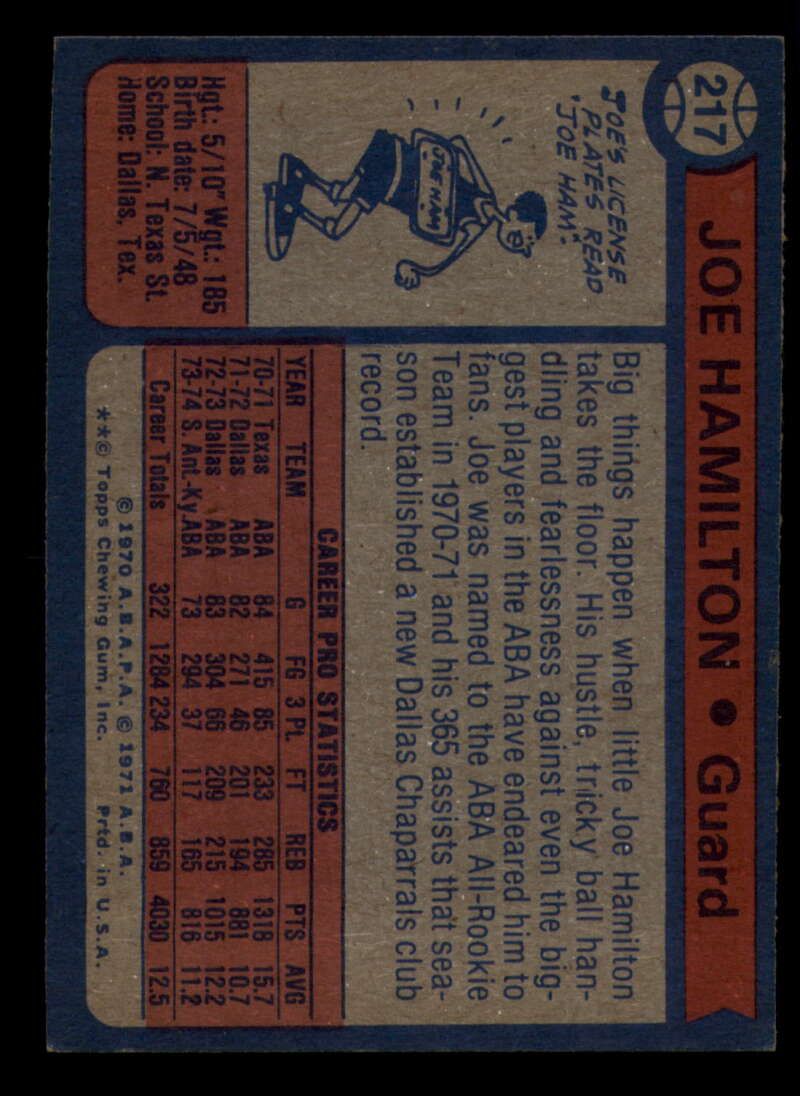 217
JOE HAMILTON • Guard
JOE'S LICENSE
PLATES READ
"JOE HAM".
JOE HAM
Hgt.: 5/10" Wgt.: 185
Birth date: 7/5/48
School: N. Texas St.
Home: Dallas, Tex.
Big things happen when little Joe Hamilton
takes the floor. His hustle, tricky ball han-
dling and fearlessness against even the big-
gest players in the ABA have endeared him to
fans. Joe was named to the ABA All-Rookie
Team in 1970-71 and his 365 assists that sea-
son established a new Dallas Chaparrals club
record.
CAREER PRO STATISTICS
YEAR TEAM G FG 3 Pt. FT REB PTS AVG
70-71 Texas ABA 84 415 85 233 285 1318 15.7
71-72 Dallas ABA 82 271 46 201 194 881 10.7
72-73 Dallas ABA 83 304 66 209 215 1015 12.2
73-74 S. Ant.-Ky. ABA 73 294 37 117 165 816 11.2
Career Totals 322 1284 234 760 859 4030 12.5
© 1970 A.B.A.P.A. © 1971 A.B.A.
**© Topps Chewing Gum, Inc. Prtd. in U.S.A.